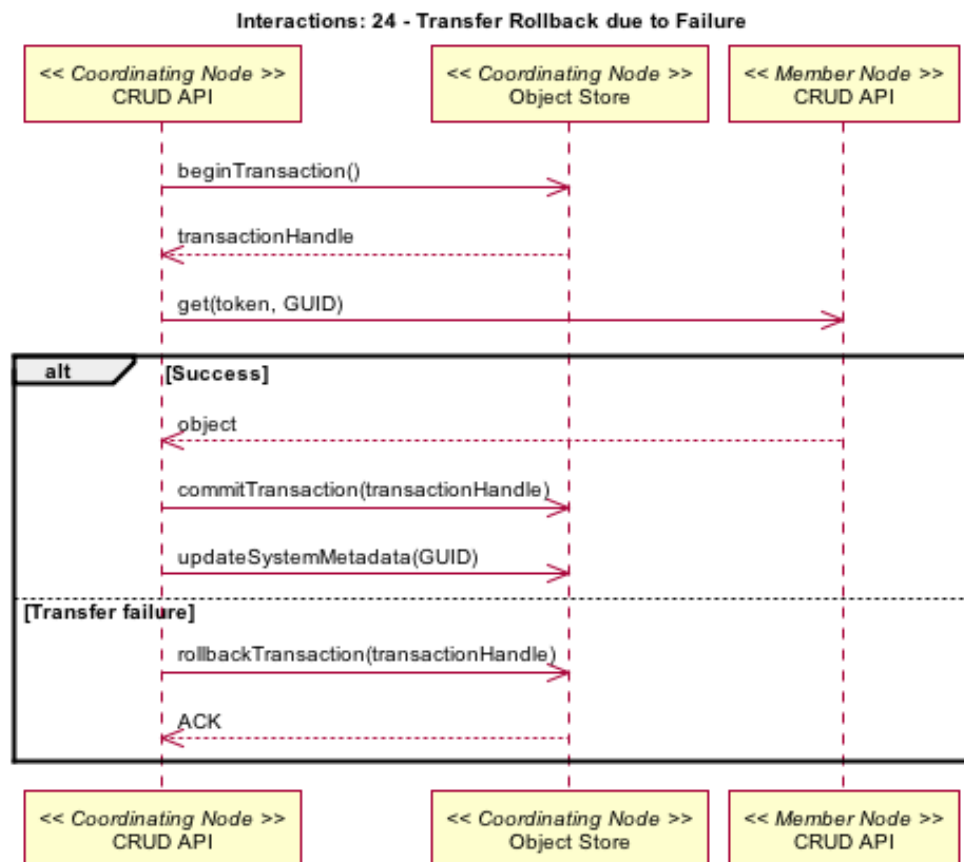 Interactions: 24 - Transfer Rollback due to Failure
<< Coordinating Node >>
CRUD API
<< Coordinating Node >>
Object Store
<< Member Node >>
CRUD API
beginTransaction()
transactionHandle
get(token, GUID)
alt
[Success]
object
commitTransaction(transactionHandle)
updateSystemMetadata(GUID)
[Transfer failure]
rollbackTransaction(transactionHandle)
ACK
<< Coordinating Node >>
CRUD API
<< Coordinating Node >>
Object Store
<< Member Node >>
CRUD API